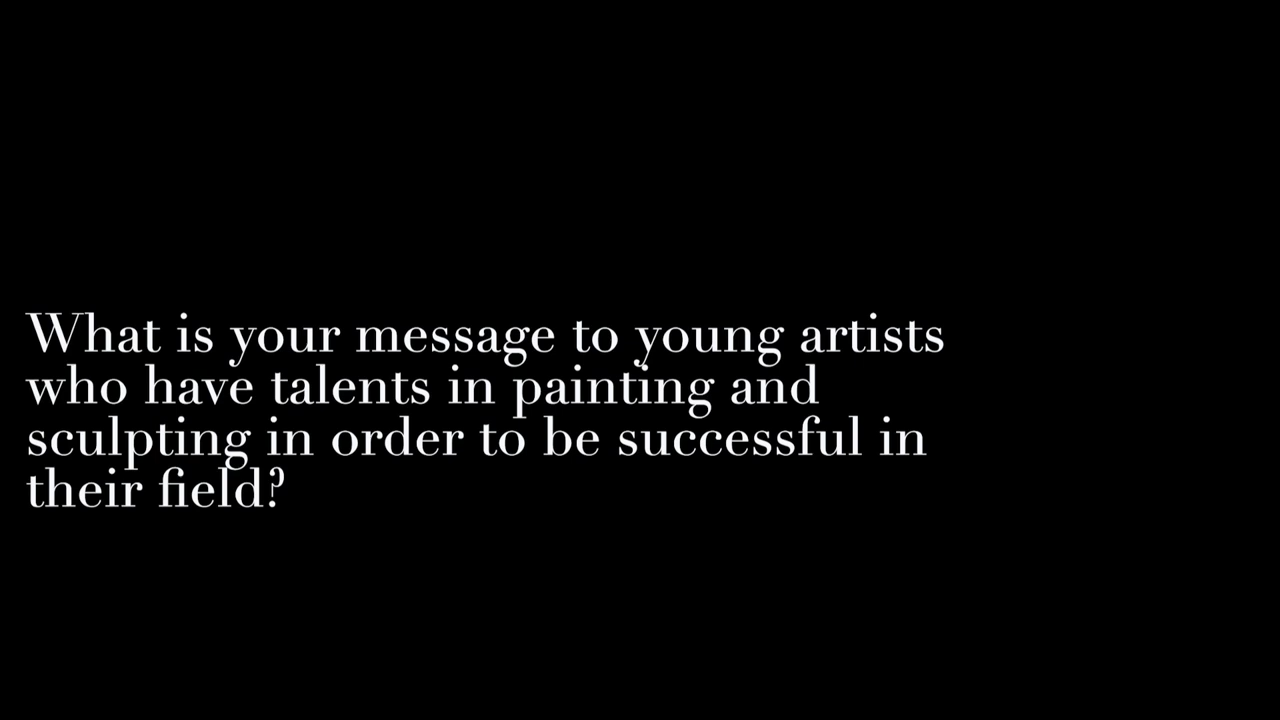 What is your message to young artists
who have talents in painting and
sculpting in order to be successful in
their field?